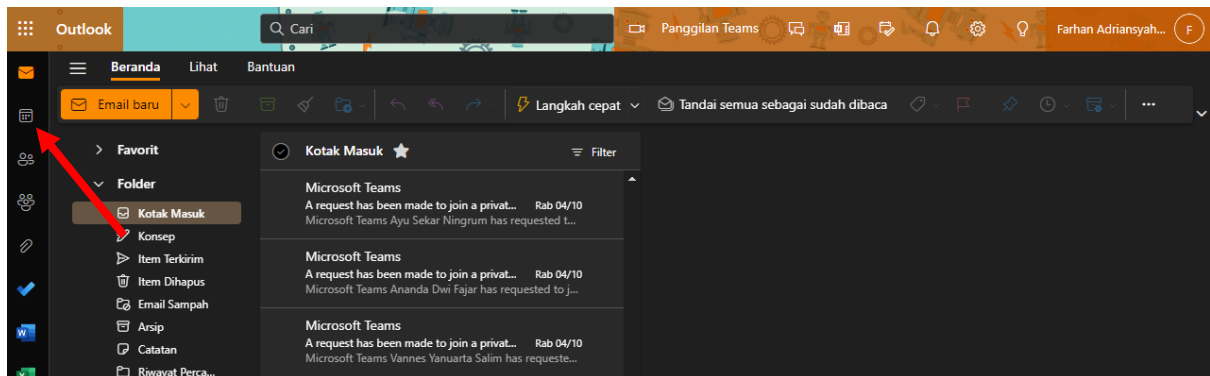 Outlook
Cari
Panggilan Teams
Farhan Adriansyah...
F
Beranda
Lihat
Bantuan
Email baru
Langkah cepat
Tandai semua sebagai sudah dibaca
Favorit
Folder
Kotak Masuk
Konsep
Item Terkirim
Item Dihapus
Email Sampah
Arsip
Catatan
Riwayat Perca...
Kotak Masuk
Filter
Microsoft Teams
A request has been made to join a privat... Rab 04/10
Microsoft Teams Ayu Sekar Ningrum has requested t...
Microsoft Teams
A request has been made to join a privat... Rab 04/10
Microsoft Teams Ananda Dwi Fajar has requested to j...
Microsoft Teams
A request has been made to join a privat... Rab 04/10
Microsoft Teams Vannes Yanuarta Salim has requeste...